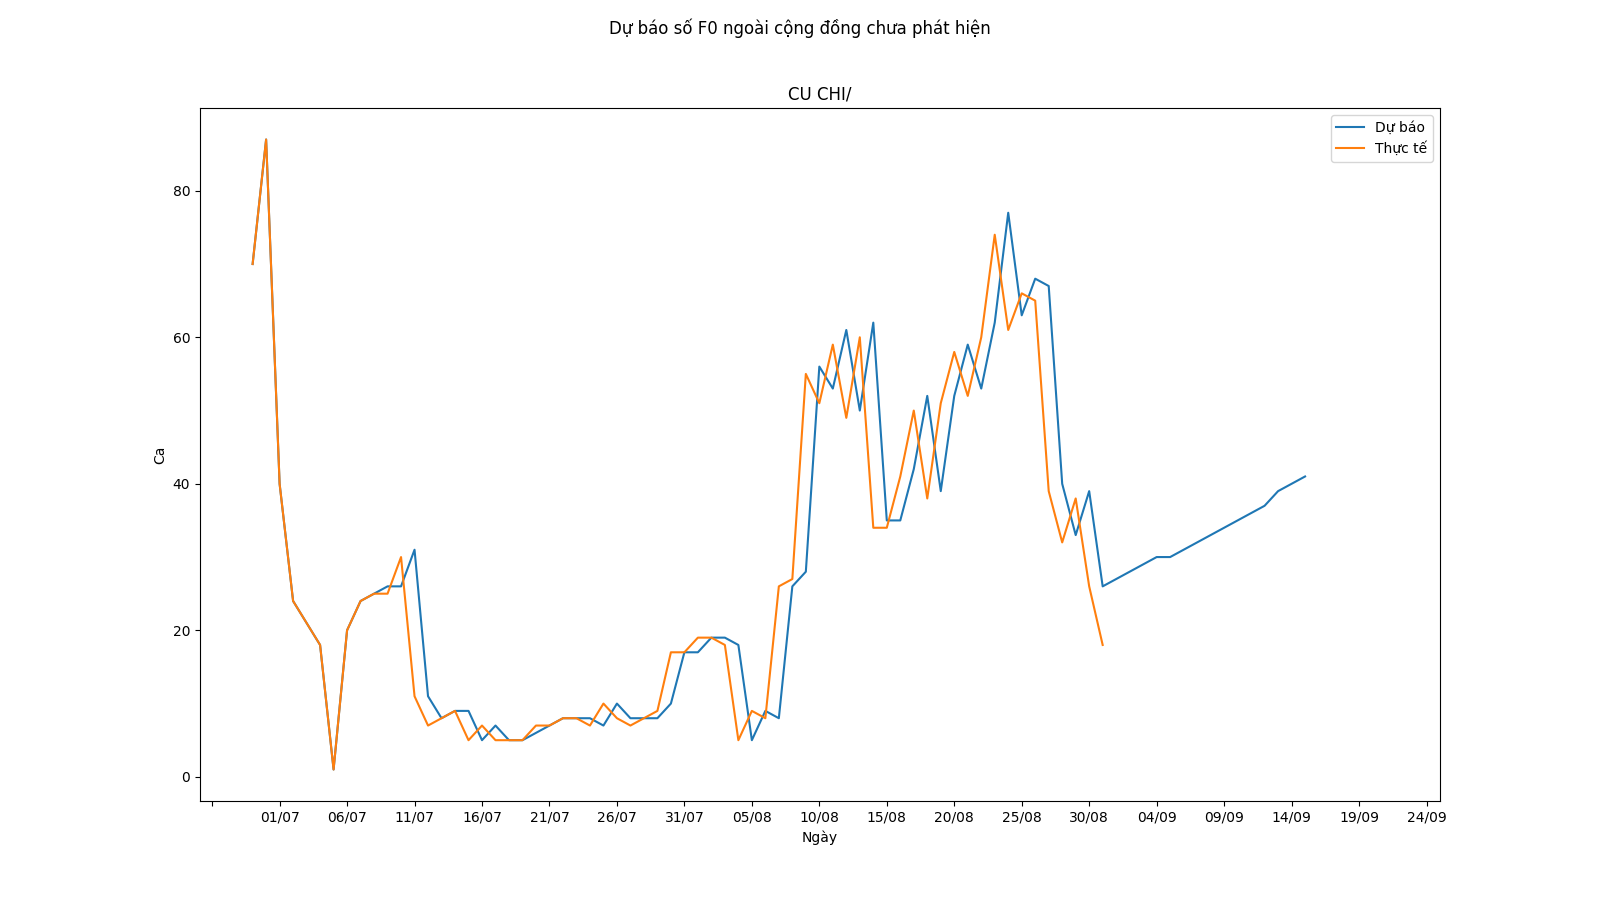 Dự báo số F0 ngoài cộng đồng chưa phát hiện
CU CHI/
Dự báo
Thực tế
80
60
40
20
0
Ca
01/07 06/07 11/07 16/07 21/07 26/07 31/07 05/08 10/08 15/08 20/08 25/08 30/08 04/09 09/09 14/09 19/09 24/09
Ngày